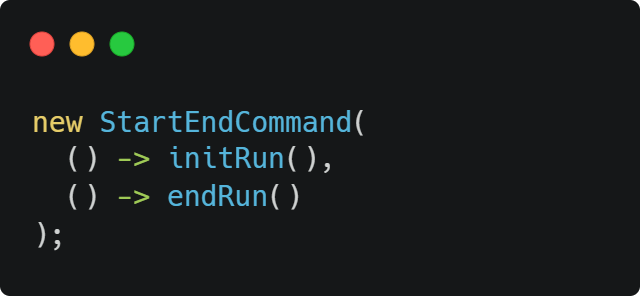 new StartEndCommand(
  () -> initRun(),
  () -> endRun()
);